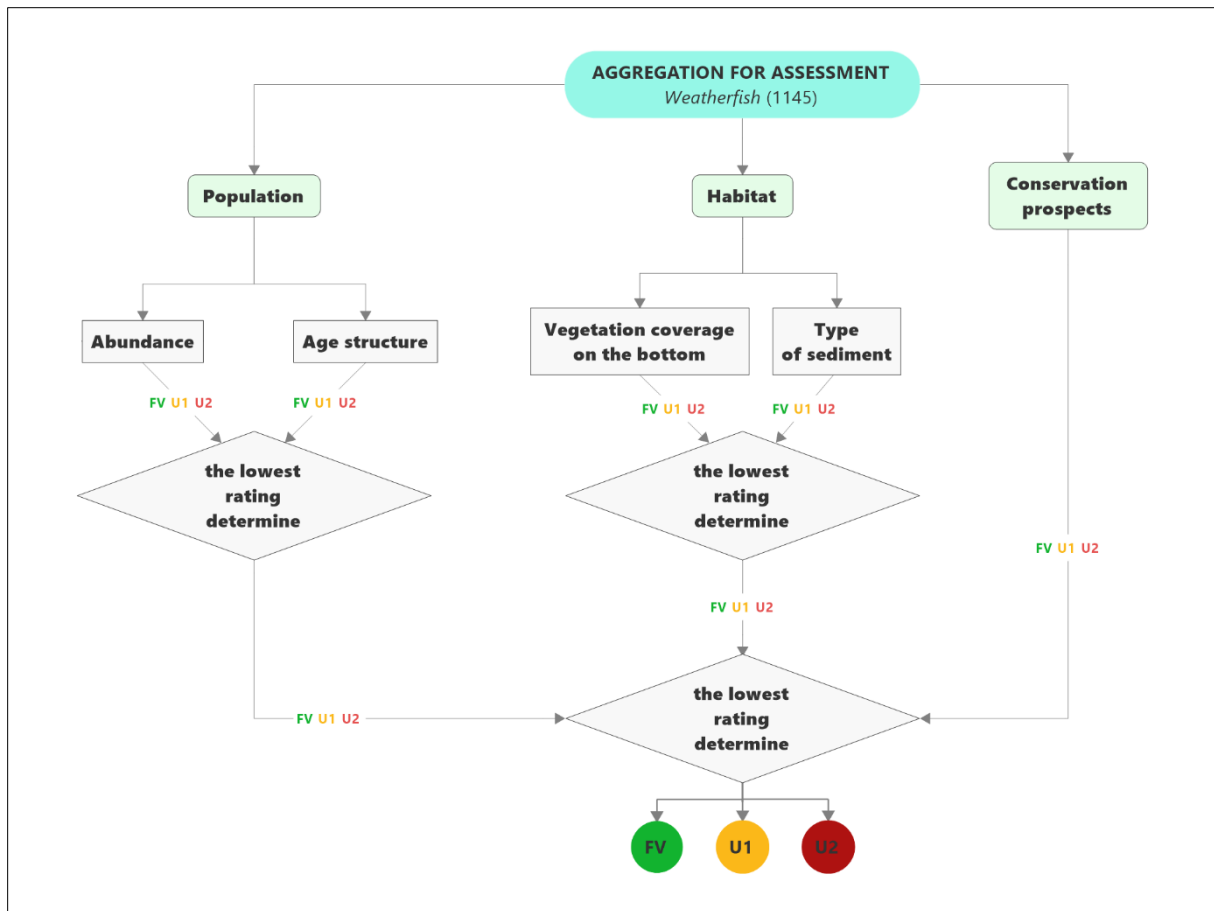 AGGREGATION FOR ASSESSMENT
Weatherfish (1145)
Population
Habitat
Conservation
prospects
Abundance
Age structure
Vegetation coverage
on the bottom
Type
of sediment
FV U1 U2
FV U1 U2
FV U1 U2
FV U1 U2
the lowest
rating
determine
the lowest
rating
determine
FV U1 U2
FV U1 U2
FV U1 U2
the lowest
rating
determine
FV
U1
U2